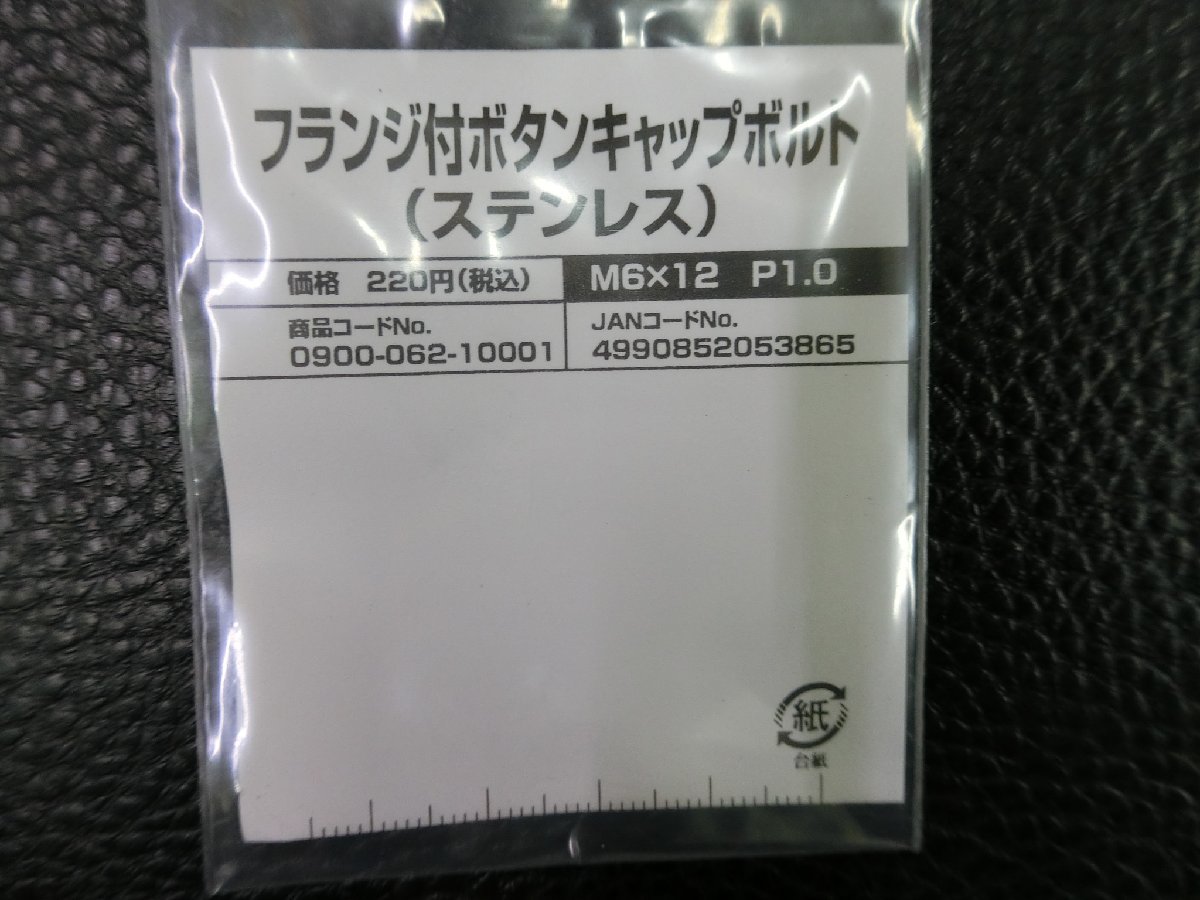 フランジ付ボタンキャップボルト
(ステンレス)
価格 220円(税込)
M6×12 P1.0
商品コードNo.
0900-062-10001
JANコードNo.
4990852053865
紙
台紙